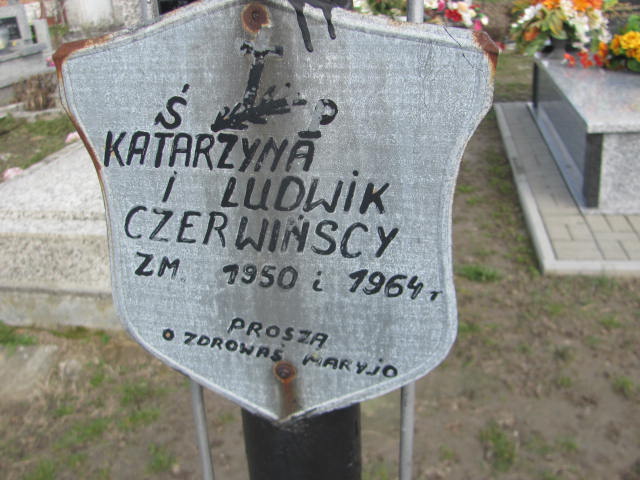 Ś P
KATARZYNA
I LUDWIK
CZERWIŃSCY
ZM. 1950 i 1964 r
PROSZĄ
O ZDROWAŚ MARYJO